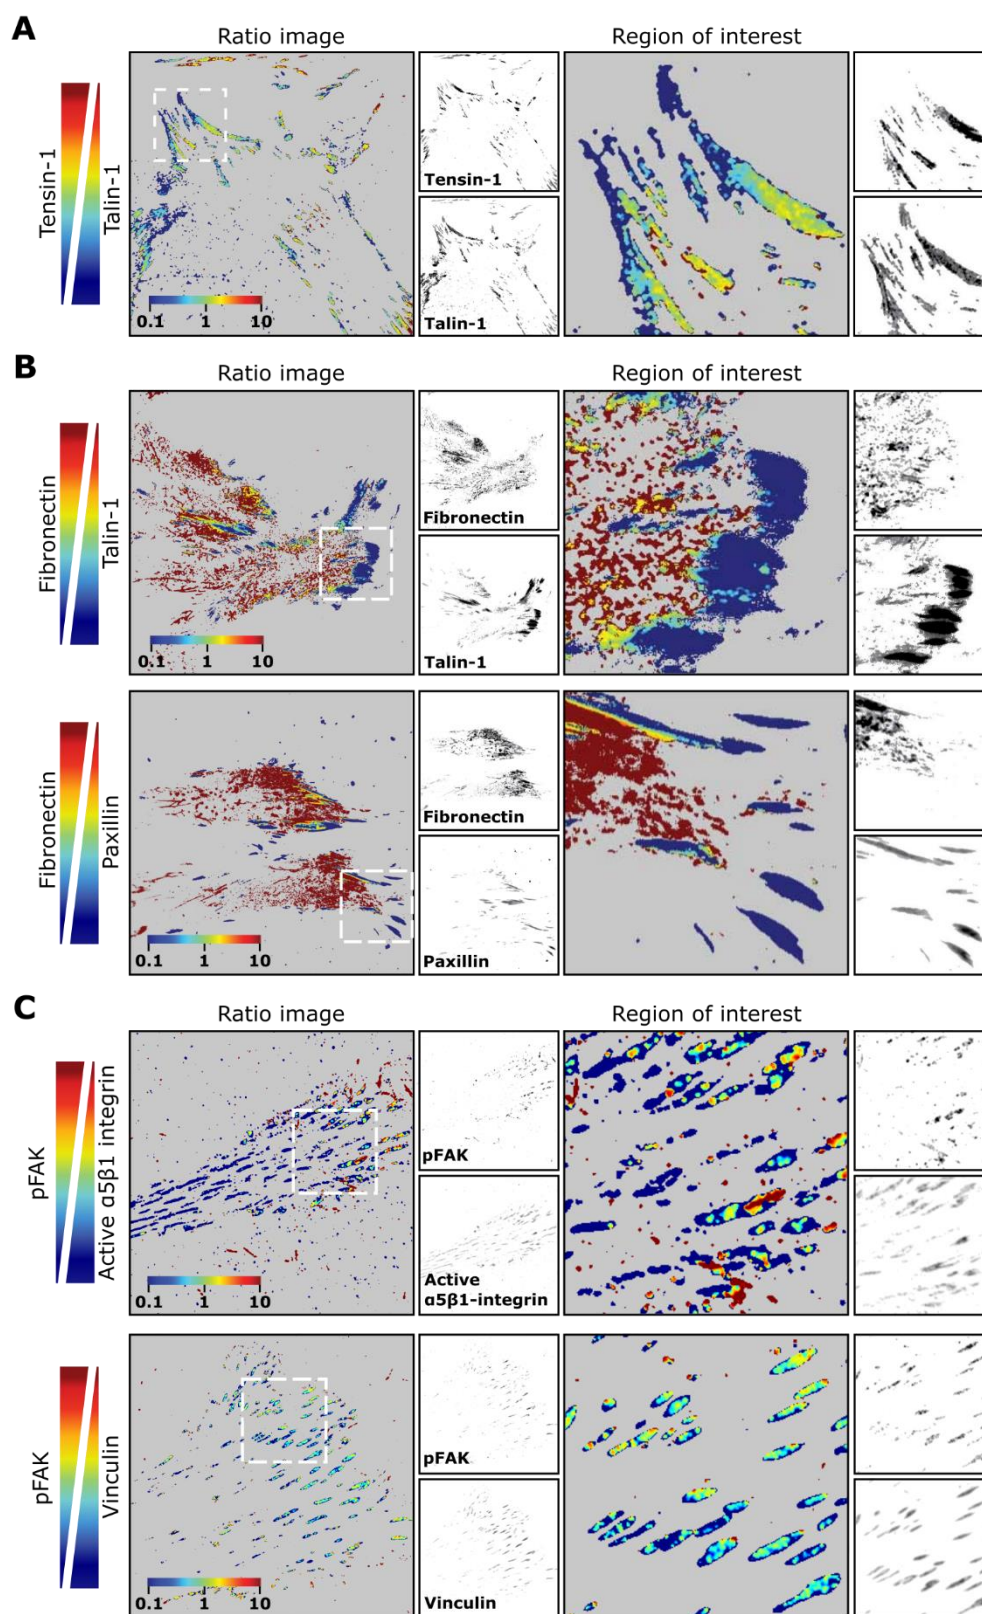 A
Ratio image
Region of interest
Tensin-1
Talin-1
0.1 1 10
Tensin-1
Talin-1
B
Ratio image
Region of interest
Fibronectin
Talin-1
0.1 1 10
Fibronectin
Talin-1
Fibronectin
Paxillin
0.1 1 10
Fibronectin
Paxillin
C
Ratio image
Region of interest
pFAK
Active α5β1 integrin
0.1 1 10
pFAK
Active
α5β1-integrin
pFAK
Vinculin
0.1 1 10
pFAK
Vinculin